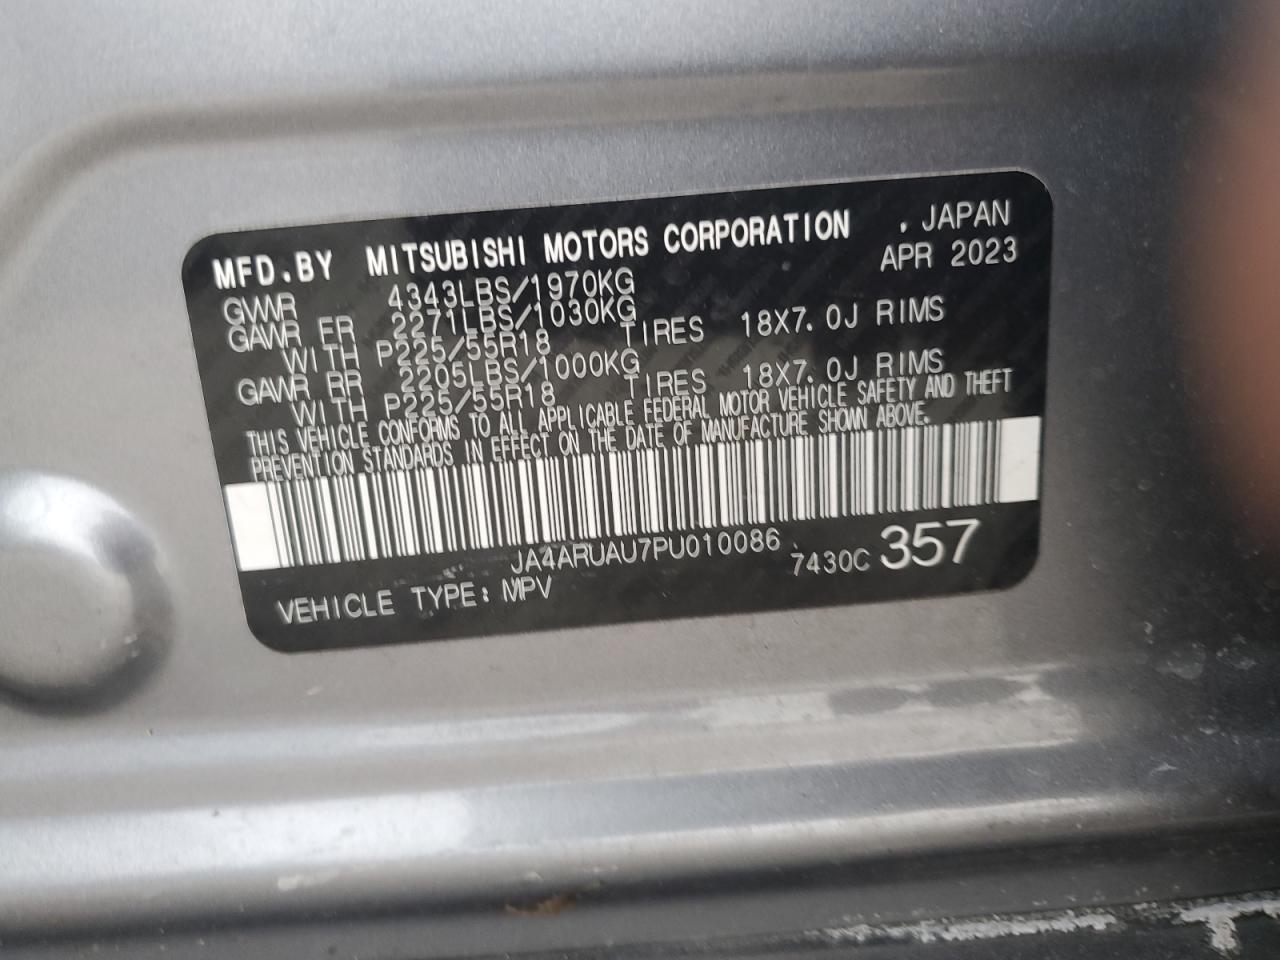 MFD.BY MITSUBISHI MOTORS CORPORATION , JAPAN
APR 2023
GVWR 4343LBS/1970KG
GAWR FR 2271LBS/1030KG
WITH P225/55R18 TIRES 18X7.0J RIMS
GAWR RR 2205LBS/1000KG
WITH P225/55R18 TIRES 18X7.0J RIMS
THIS VEHICLE CONFORMS TO ALL APPLICABLE FEDERAL MOTOR VEHICLE SAFETY AND THEFT
PREVENTION STANDARDS IN EFFECT ON THE DATE OF MANUFACTURE SHOWN ABOVE.
JA4ARUAU7PU010086
7430C 357
VEHICLE TYPE: MPV